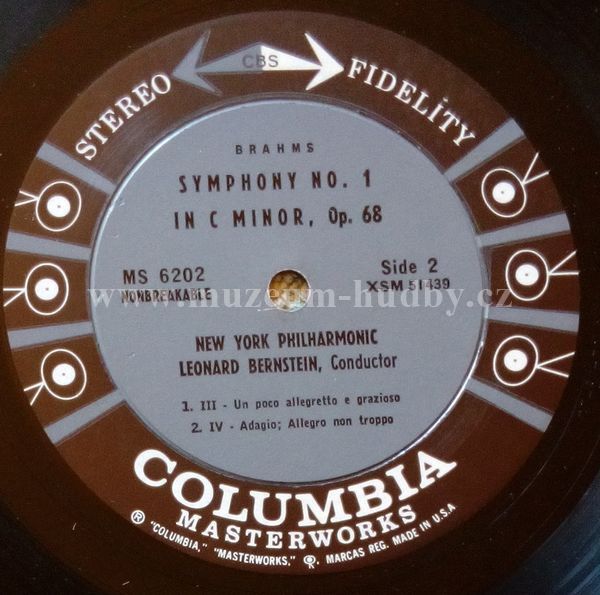 STEREO CBS FIDELITY
BRAHMS
SYMPHONY NO. 1
IN C MINOR, Op. 68
MS 6202
NONBREAKABLE
Side 2
XSM 51439
www.muzeum-hudby.cz
NEW YORK PHILHARMONIC
LEONARD BERNSTEIN, Conductor
1. III - Un poco allegretto e grazioso
2. IV - Adagio; Allegro non troppo
COLUMBIA
MASTERWORKS
® "COLUMBIA," "MASTERWORKS," ®. MARCAS REG. MADE IN U.S.A